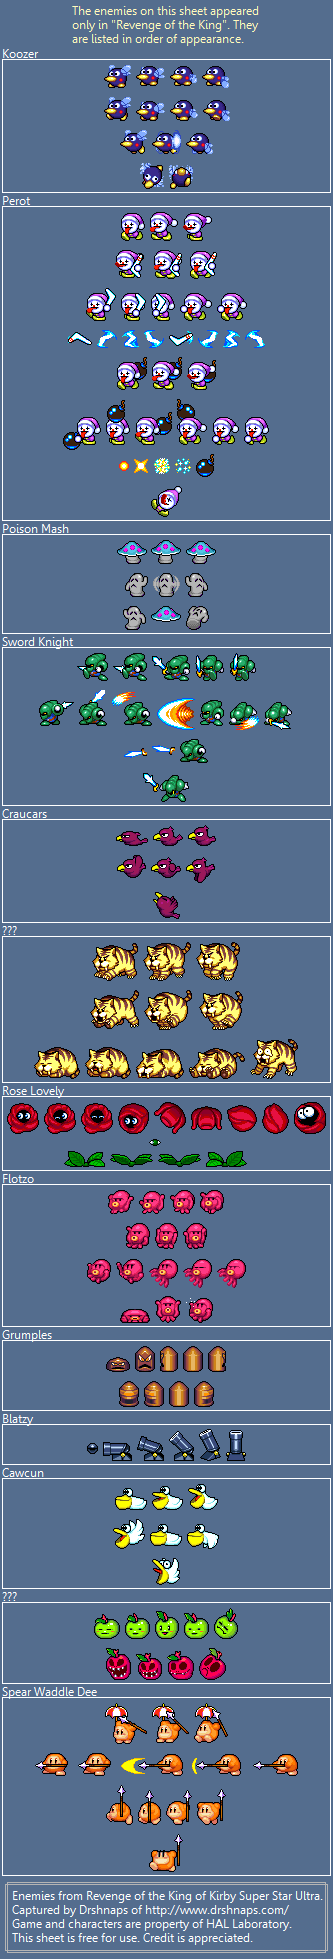 The enemies on this sheet appeared
only in "Revenge of the King". They
are listed in order of appearance.
Koozer
Perot
Poison Mash
Sword Knight
Craucars
???
Rose Lovely
Flotzo
Grumples
Blatzy
Cawcun
???
Spear Waddle Dee
Enemies from Revenge of the King of Kirby Super Star Ultra.
Captured by Drshnaps of http://www.drshnaps.com/
Game and characters are property of HAL Laboratory.
This sheet is free for use. Credit is appreciated.